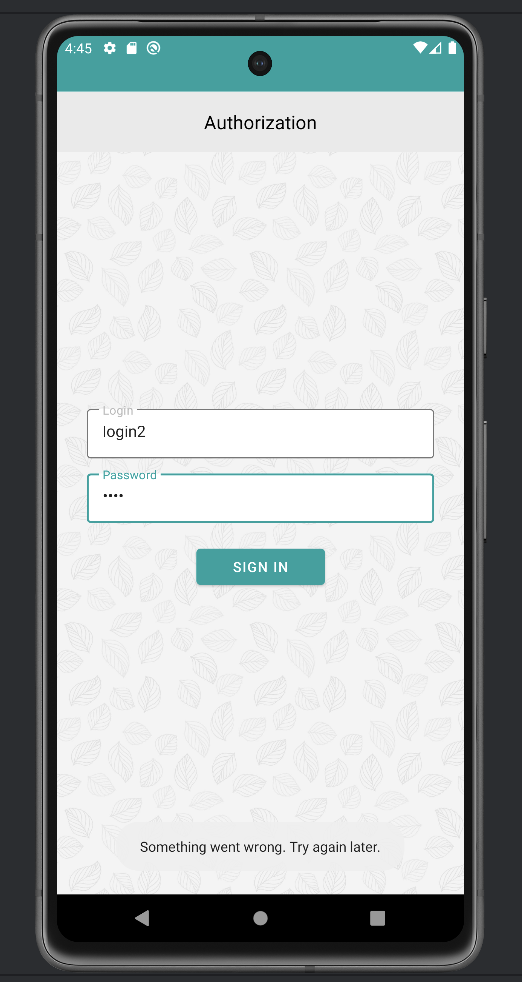 4:45
Authorization
Login
login2
Password
••••
SIGN IN
Something went wrong. Try again later.